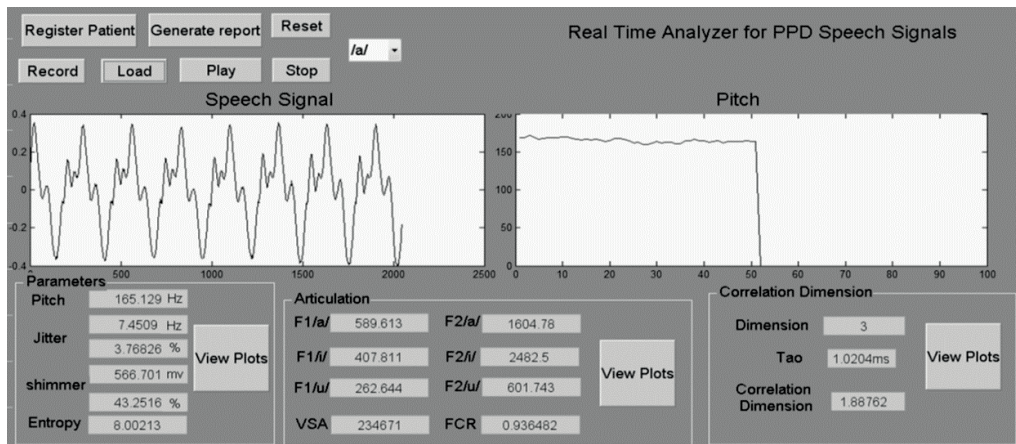 Register Patient Generate report Reset
/a/
Real Time Analyzer for PPD Speech Signals
Record Load Play Stop
Speech Signal
0.4
0.2
0
-0.2
-0.4
0 500 1000 1500 2000 2500
Pitch
200
150
100
50
0
0 10 20 30 40 50 60 70 80 90 100
Parameters
Pitch 165.129 Hz
Jitter
7.4509 Hz
3.76826 %
shimmer
566.701 mv
43.2516 %
Entropy 8.00213
View Plots
Articulation
F1/a/ 589.613 F2/a/ 1604.78
F1/i/ 407.811 F2/i/ 2482.5
F1/u/ 262.644 F2/u/ 601.743
VSA 234671 FCR 0.936482
View Plots
Correlation Dimension
Dimension 3
Tao 1.0204ms
Correlation
Dimension
1.88762
View Plots